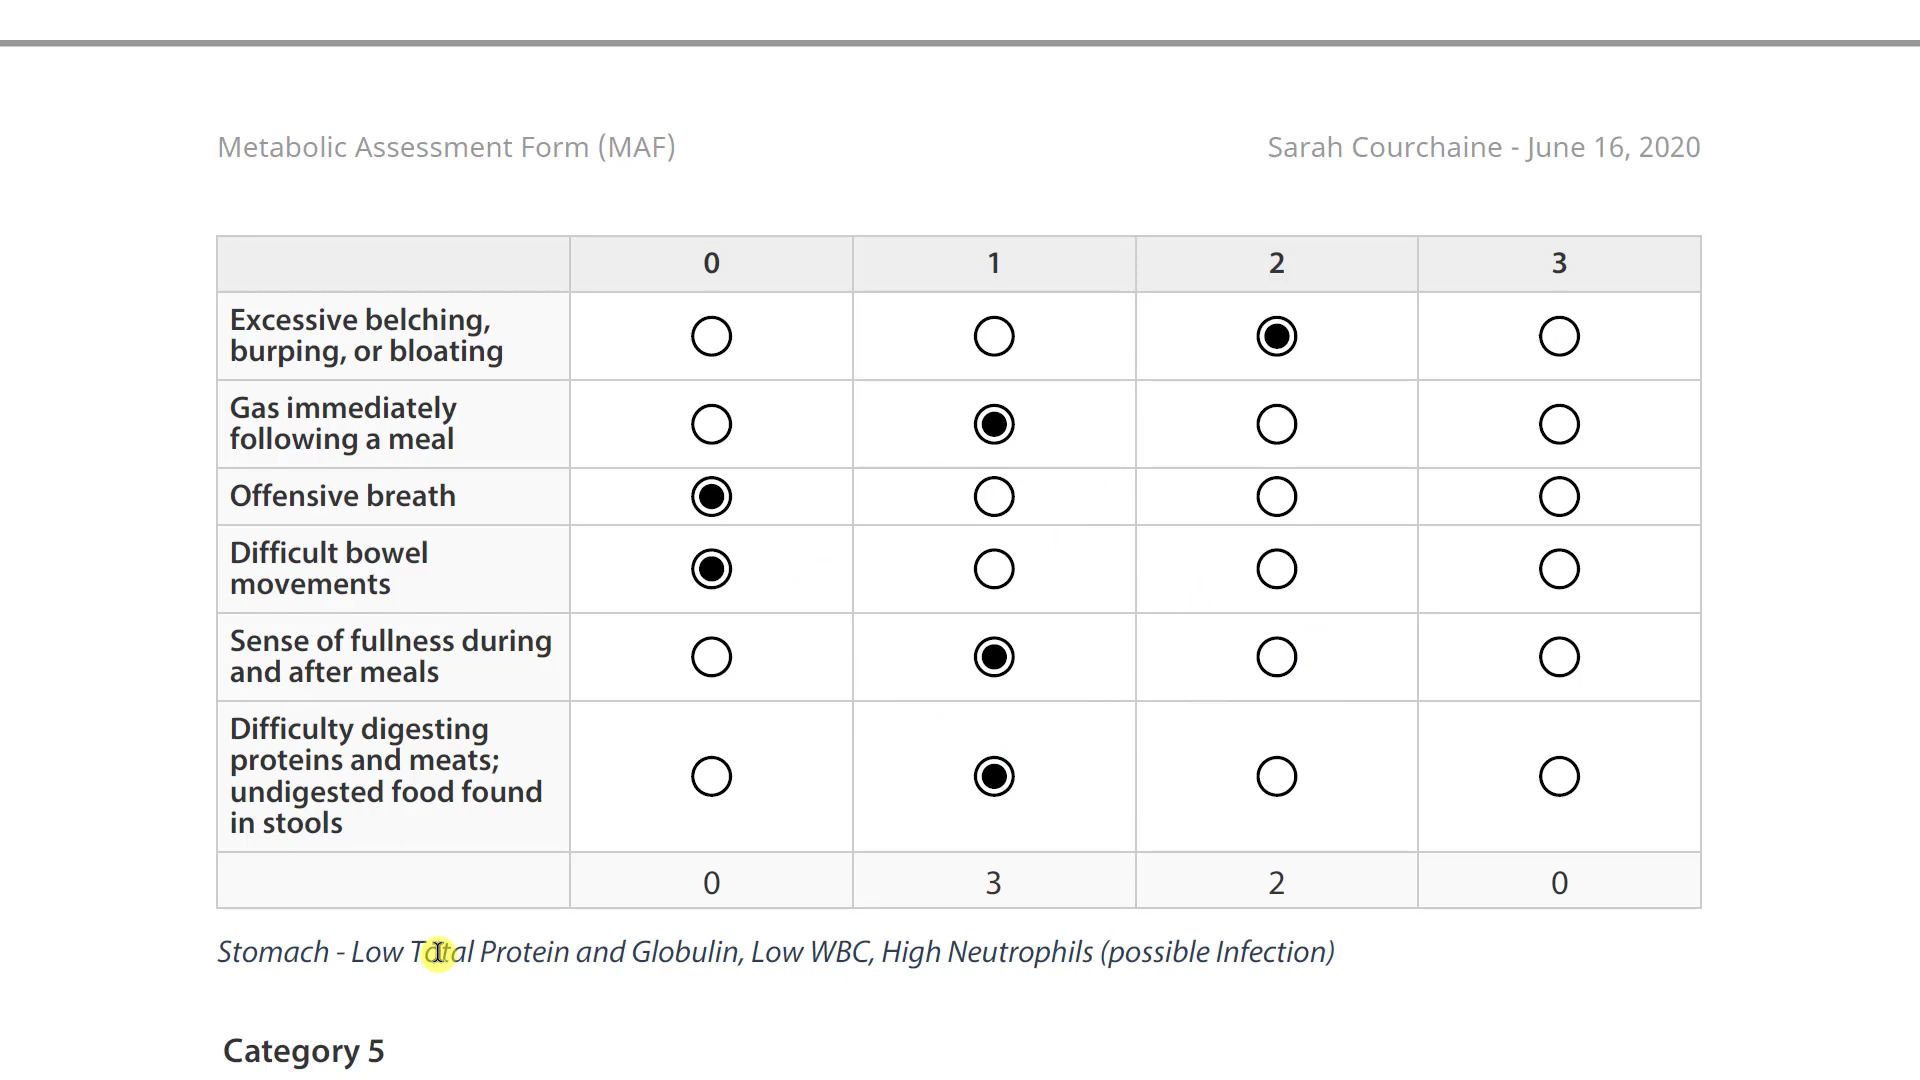 Metabolic Assessment Form (MAF)
Sarah Courchaine - June 16, 2020
0 1 2 3
Excessive belching,
burping, or bloating
Gas immediately
following a meal
Offensive breath
Difficult bowel
movements
Sense of fullness during
and after meals
Difficulty digesting
proteins and meats;
undigested food found
in stools
0 3 2 0
Stomach - Low Total Protein and Globulin, Low WBC, High Neutrophils (possible Infection)
Category 5